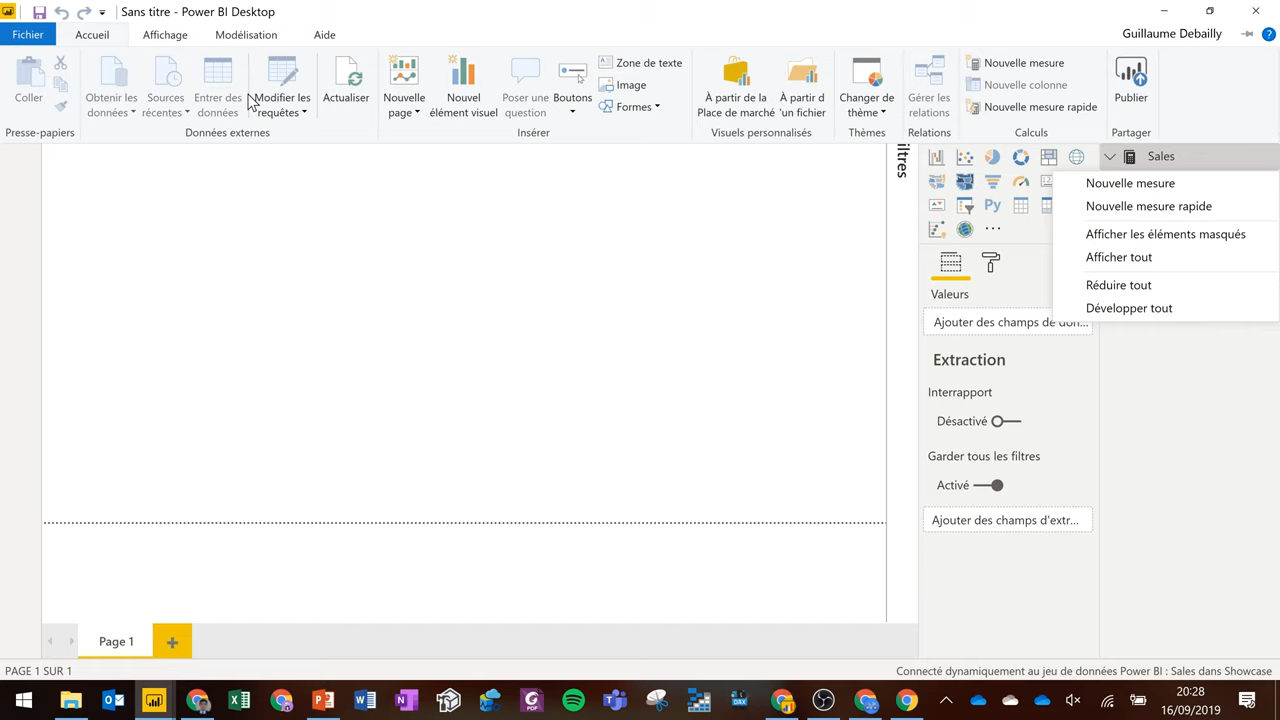 Sans titre - Power BI Desktop
Guillaume Debailly
Fichier
Accueil
Affichage
Modélisation
Aide
Coller
Obtenir les données
Sources récentes
Entrer des données
Modifier les requêtes
Actualiser
Nouvelle page
Nouvel élément visuel
Poser une question
Boutons
Zone de texte
Image
Formes
À partir de la Place de marché
À partir d'un fichier
Changer de thème
Gérer les relations
Nouvelle mesure
Nouvelle colonne
Nouvelle mesure rapide
Publier
Presse-papiers
Données externes
Insérer
Visuels personnalisés
Thèmes
Relations
Calculs
Partager
Py
Valeurs
Ajouter des champs de don...
Extraction
Interrapport
Désactivé
Garder tous les filtres
Activé
Ajouter des champs d'extr...
Sales
Nouvelle mesure
Nouvelle mesure rapide
Afficher les éléments masqués
Afficher tout
Réduire tout
Développer tout
Page 1
PAGE 1 SUR 1
Connecté dynamiquement au jeu de données Power BI : Sales dans Showcase
20:28
16/09/2019